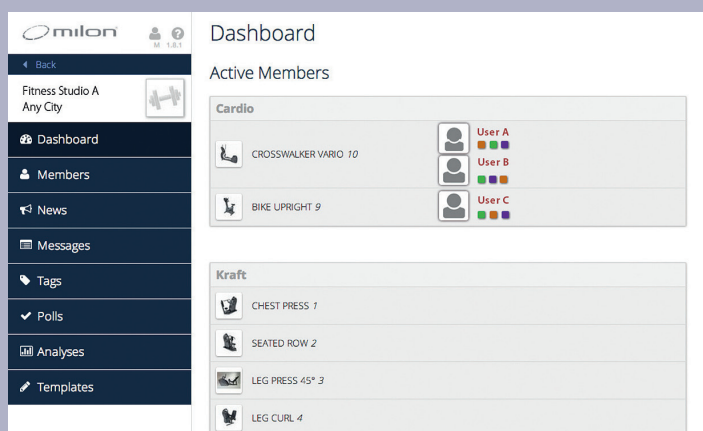 milon
M 1.8.1
Back
Fitness Studio A
Any City
Dashboard
Members
News
Messages
Tags
Polls
Analyses
Templates
Dashboard
Active Members
Cardio
CROSSWALKER VARIO 10
User A
User B
BIKE UPRIGHT 9
User C
Kraft
CHEST PRESS 1
SEATED ROW 2
LEG PRESS 45° 3
LEG CURL 4